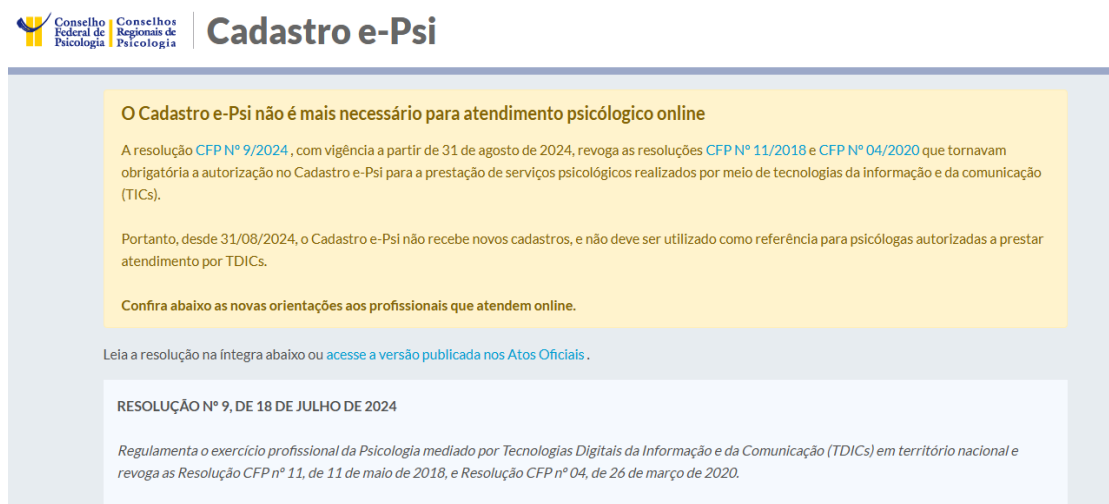 Conselho Federal de Psicologia
Conselhos Regionais de Psicologia
Cadastro e-Psi
O Cadastro e-Psi não é mais necessário para atendimento psicólogico online
A resolução CFP Nº 9/2024 , com vigência a partir de 31 de agosto de 2024, revoga as resoluções CFP Nº 11/2018 e CFP Nº 04/2020 que tornavam
obrigatória a autorização no Cadastro e-Psi para a prestação de serviços psicológicos realizados por meio de tecnologias da informação e da comunicação
(TICs).
Portanto, desde 31/08/2024, o Cadastro e-Psi não recebe novos cadastros, e não deve ser utilizado como referência para psicólogas autorizadas a prestar
atendimento por TDICs.
Confira abaixo as novas orientações aos profissionais que atendem online.
Leia a resolução na íntegra abaixo ou acesse a versão publicada nos Atos Oficiais .
RESOLUÇÃO Nº 9, DE 18 DE JULHO DE 2024
Regulamenta o exercício profissional da Psicologia mediado por Tecnologias Digitais da Informação e da Comunicação (TDICs) em território nacional e
revoga as Resolução CFP nº 11, de 11 de maio de 2018, e Resolução CFP nº 04, de 26 de março de 2020.